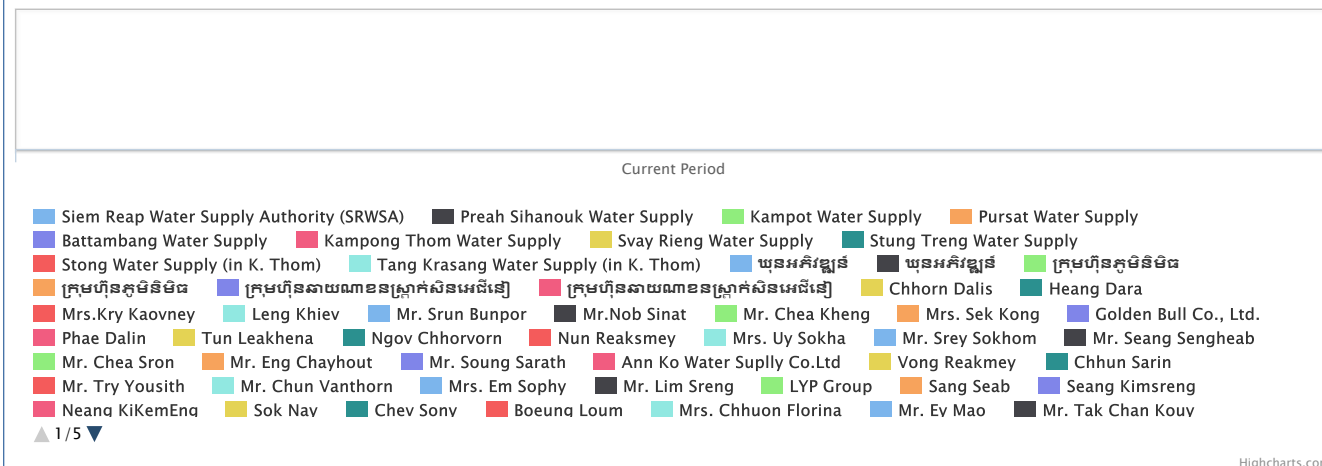 Current Period
Siem Reap Water Supply Authority (SRWSA) Preah Sihanouk Water Supply Kampot Water Supply Pursat Water Supply
Battambang Water Supply Kampong Thom Water Supply Svay Rieng Water Supply Stung Treng Water Supply
Stong Water Supply (in K. Thom) Tang Krasang Water Supply (in K. Thom) ឃុនអភិវឌ្ឍន៍ ឃុនអភិវឌ្ឍន៍ ក្រុមហ៊ុនភូមិនិមិធ
ក្រុមហ៊ុនភូមិនិមិធ ក្រុមហ៊ុនឆាយណាខនស្ត្រាក់សិនអេជីនៀ ក្រុមហ៊ុនឆាយណាខនស្ត្រាក់សិនអេជីនៀ Chhorn Dalis Heang Dara
Mrs.Kry Kaovney Leng Khiev Mr. Srun Bunpor Mr.Nob Sinat Mr. Chea Kheng Mrs. Sek Kong Golden Bull Co., Ltd.
Phae Dalin Tun Leakhena Ngov Chhorvorn Nun Reaksmey Mrs. Uy Sokha Mr. Srey Sokhom Mr. Seang Sengheab
Mr. Chea Sron Mr. Eng Chayhout Mr. Soung Sarath Ann Ko Water Suplly Co.Ltd Vong Reakmey Chhun Sarin
Mr. Try Yousith Mr. Chun Vanthorn Mrs. Em Sophy Mr. Lim Sreng LYP Group Sang Seab Seang Kimsreng
Neang KiKemEng Sok Nay Chey Sony Boeung Loum Mrs. Chhuon Florina Mr. Ey Mao Mr. Tak Chan Kouy
1/5
Highcharts.co